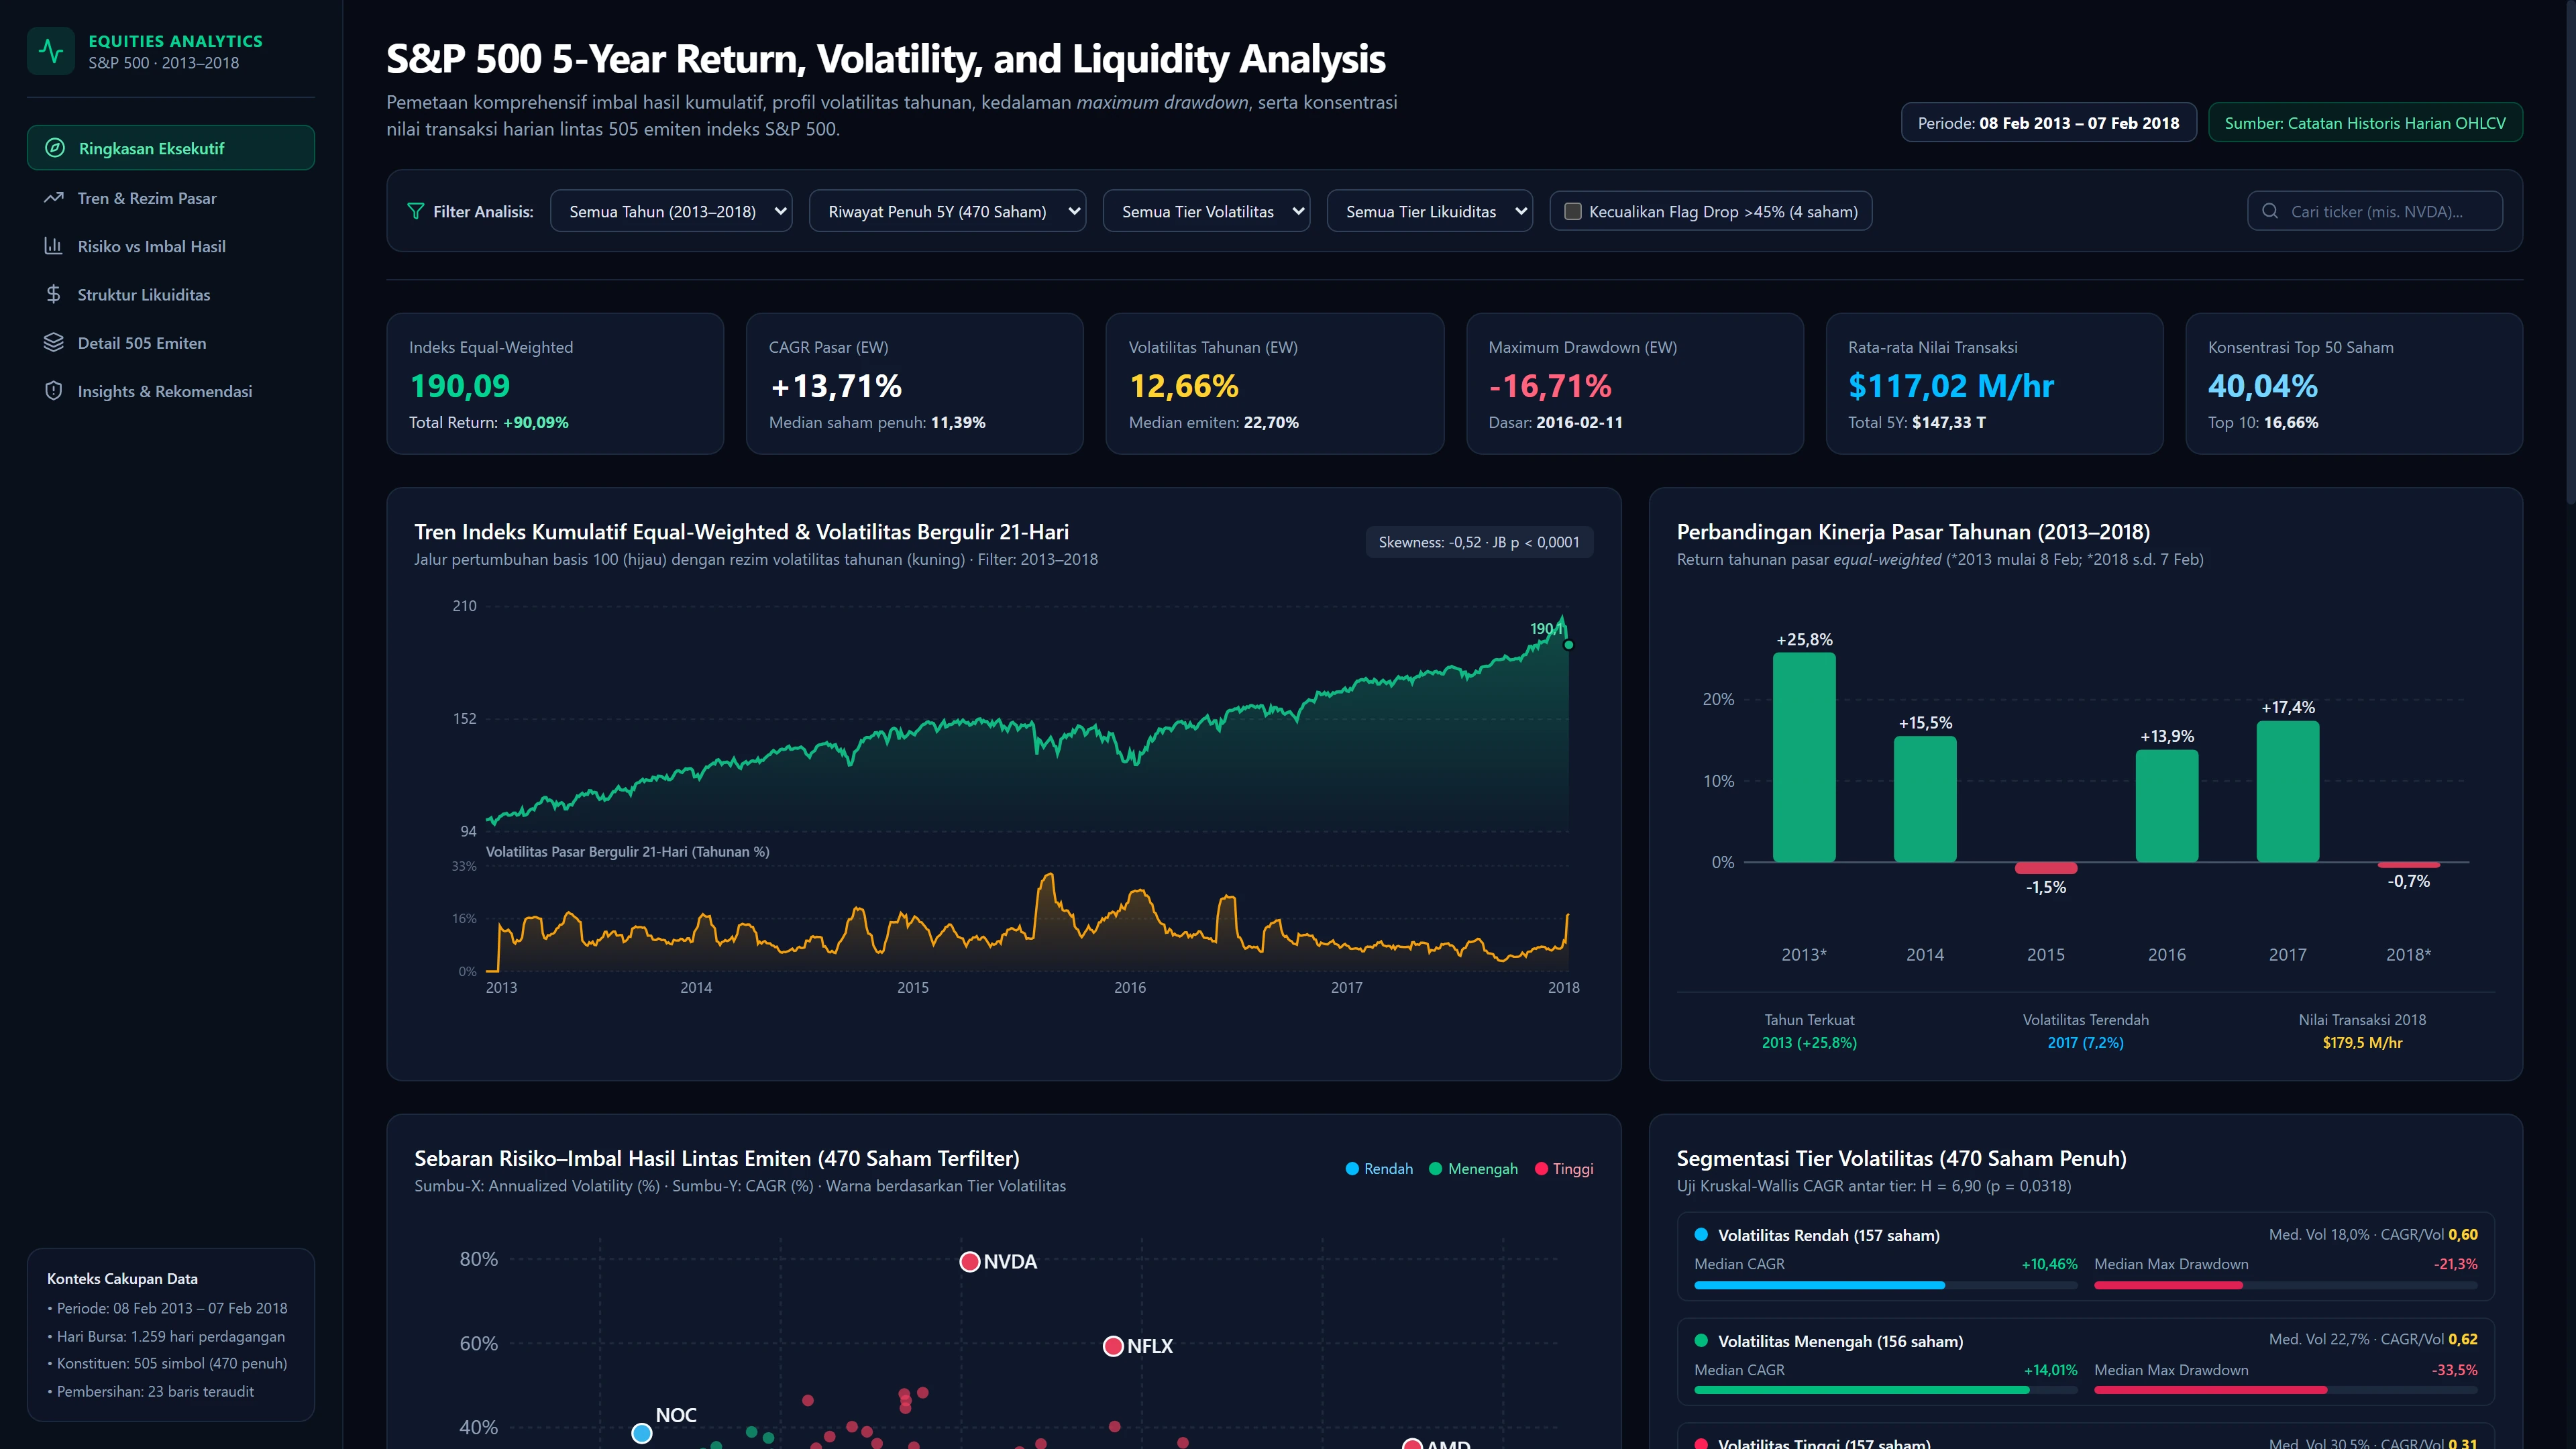 EQUITIES ANALYTICS
S&P 500 · 2013–2018
Ringkasan Eksekutif
Tren & Rezim Pasar
Risiko vs Imbal Hasil
Struktur Likuiditas
Detail 505 Emiten
Insights & Rekomendasi
Konteks Cakupan Data
• Periode: 08 Feb 2013 – 07 Feb 2018
• Hari Bursa: 1.259 hari perdagangan
• Konstituen: 505 simbol (470 penuh)
• Pembersihan: 23 baris teraudit
S&P 500 5-Year Return, Volatility, and Liquidity Analysis
Pemetaan komprehensif imbal hasil kumulatif, profil volatilitas tahunan, kedalaman maximum drawdown, serta konsentrasi
nilai transaksi harian lintas 505 emiten indeks S&P 500.
Periode: 08 Feb 2013 – 07 Feb 2018
Sumber: Catatan Historis Harian OHLCV
Filter Analisis:
Semua Tahun (2013–2018)
Riwayat Penuh 5Y (470 Saham)
Semua Tier Volatilitas
Semua Tier Likuiditas
Kecualikan Flag Drop >45% (4 saham)
Cari ticker (mis. NVDA)...
Indeks Equal-Weighted
190,09
Total Return: +90,09%
CAGR Pasar (EW)
+13,71%
Median saham penuh: 11,39%
Volatilitas Tahunan (EW)
12,66%
Median emiten: 22,70%
Maximum Drawdown (EW)
-16,71%
Dasar: 2016-02-11
Rata-rata Nilai Transaksi
$117,02 M/hr
Total 5Y: $147,33 T
Konsentrasi Top 50 Saham
40,04%
Top 10: 16,66%
Tren Indeks Kumulatif Equal-Weighted & Volatilitas Bergulir 21-Hari
Jalur pertumbuhan basis 100 (hijau) dengan rezim volatilitas tahunan (kuning) · Filter: 2013–2018
Skewness: -0,52 · JB p < 0,0001
210
190,1
152
94
Volatilitas Pasar Bergulir 21-Hari (Tahunan %)
33%
16%
0%
2013 2014 2015 2016 2017 2018
Perbandingan Kinerja Pasar Tahunan (2013–2018)
Return tahunan pasar equal-weighted (*2013 mulai 8 Feb; *2018 s.d. 7 Feb)
+25,8%
20%
+17,4%
+15,5%
+13,9%
10%
0%
-1,5%
-0,7%
2013* 2014 2015 2016 2017 2018*
Tahun Terkuat
2013 (+25,8%)
Volatilitas Terendah
2017 (7,2%)
Nilai Transaksi 2018
$179,5 M/hr
Sebaran Risiko–Imbal Hasil Lintas Emiten (470 Saham Terfilter)
Sumbu-X: Annualized Volatility (%) · Sumbu-Y: CAGR (%) · Warna berdasarkan Tier Volatilitas
Rendah Menengah Tinggi
80%
NVDA
60%
NFLX
NOC
40%
AMD
Segmentasi Tier Volatilitas (470 Saham Penuh)
Uji Kruskal-Wallis CAGR antar tier: H = 6,90 (p = 0,0318)
Volatilitas Rendah (157 saham)
Med. Vol 18,0% · CAGR/Vol 0,60
Median CAGR +10,46%
Median Max Drawdown -21,3%
Volatilitas Menengah (156 saham)
Med. Vol 22,7% · CAGR/Vol 0,62
Median CAGR +14,01%
Median Max Drawdown -33,5%
Volatilitas Tinggi (157 saham)
Med. Vol 30,5% · CAGR/Vol 0,31